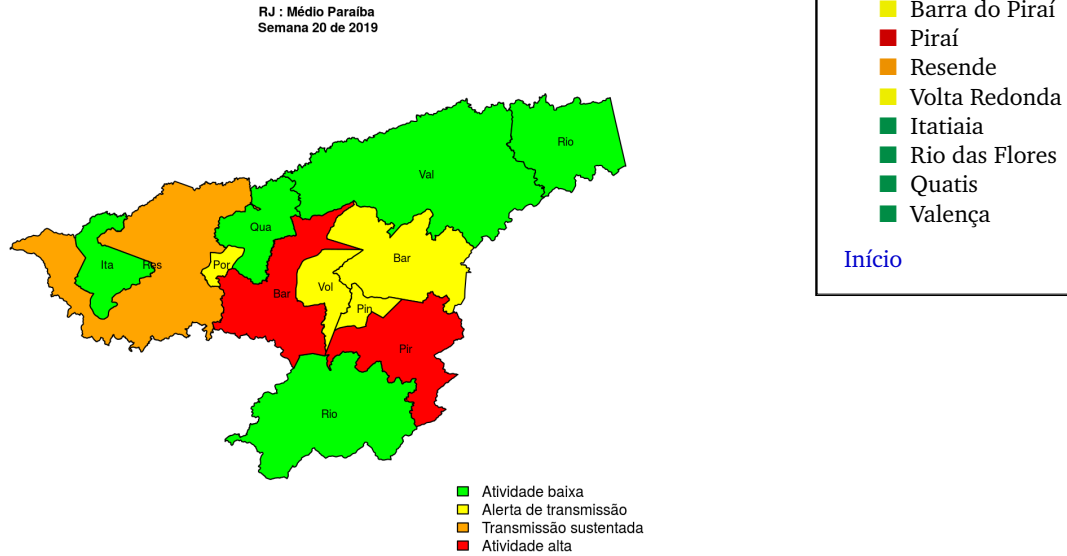 RJ : Médio Paraíba
Semana 20 de 2019
Rio
Val
Qua
Ita
Res
Por
Bar
Bar
Vol
Pin
Pir
Rio
Atividade baixa
Alerta de transmissão
Transmissão sustentada
Atividade alta
Barra do Piraí
Piraí
Resende
Volta Redonda
Itatiaia
Rio das Flores
Quatis
Valença
Início